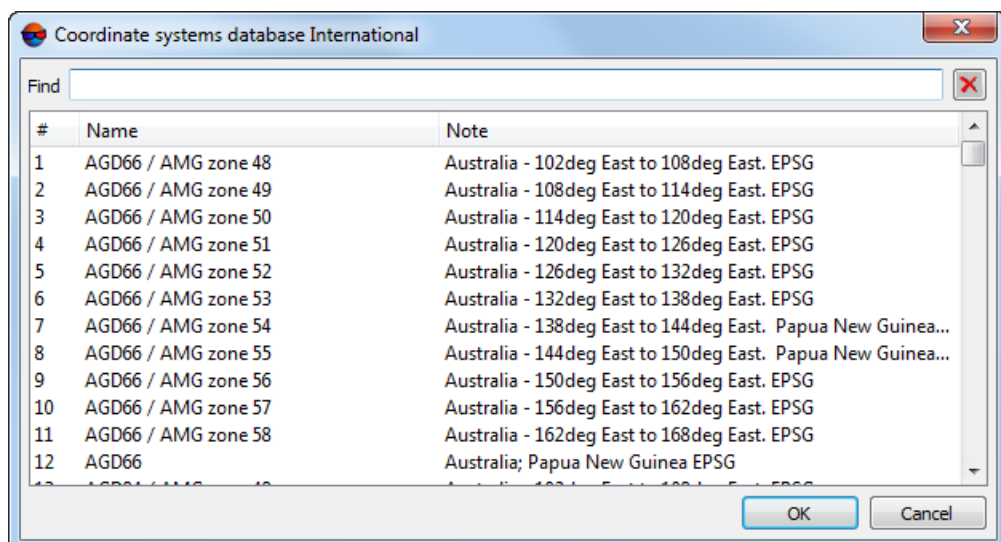 Coordinate systems database International
Find
# Name Note
1 AGD66 / AMG zone 48 Australia - 102deg East to 108deg East. EPSG
2 AGD66 / AMG zone 49 Australia - 108deg East to 114deg East. EPSG
3 AGD66 / AMG zone 50 Australia - 114deg East to 120deg East. EPSG
4 AGD66 / AMG zone 51 Australia - 120deg East to 126deg East. EPSG
5 AGD66 / AMG zone 52 Australia - 126deg East to 132deg East. EPSG
6 AGD66 / AMG zone 53 Australia - 132deg East to 138deg East. EPSG
7 AGD66 / AMG zone 54 Australia - 138deg East to 144deg East.  Papua New Guinea...
8 AGD66 / AMG zone 55 Australia - 144deg East to 150deg East.  Papua New Guinea...
9 AGD66 / AMG zone 56 Australia - 150deg East to 156deg East. EPSG
10 AGD66 / AMG zone 57 Australia - 156deg East to 162deg East. EPSG
11 AGD66 / AMG zone 58 Australia - 162deg East to 168deg East. EPSG
12 AGD66 Australia; Papua New Guinea EPSG
OK Cancel